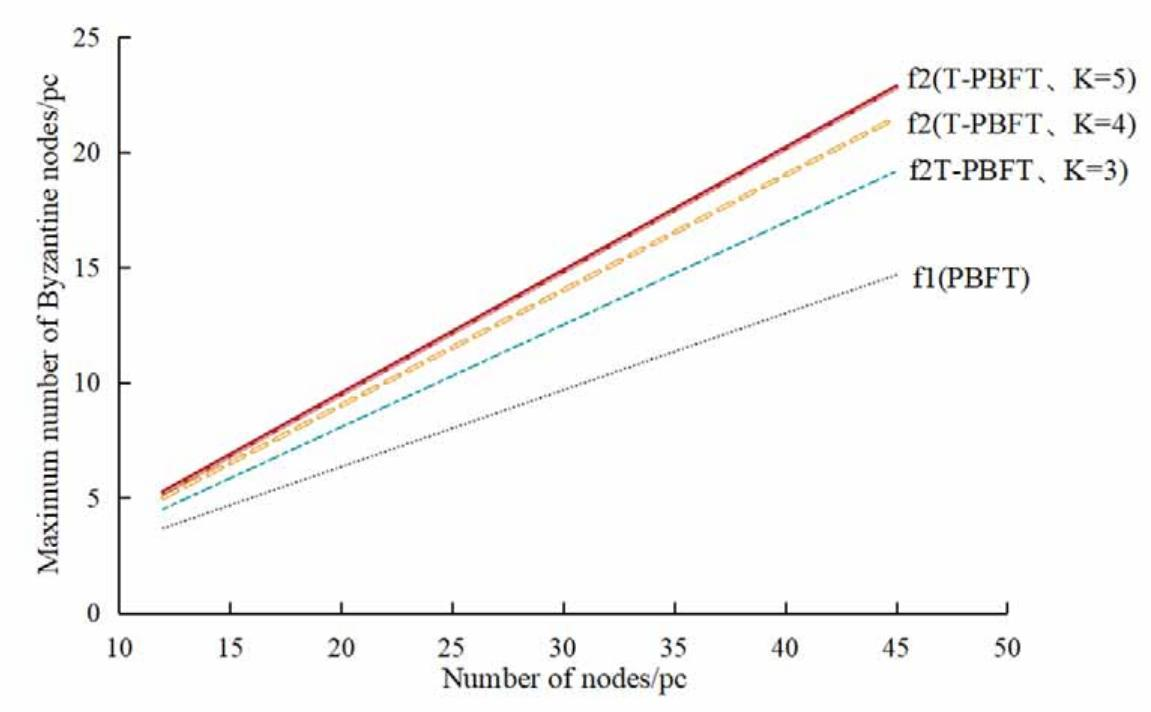 25
20
15
10
5
0
Maximum number of Byzantine nodes/pc
f2(T-PBFT、K=5)
f2(T-PBFT、K=4)
f2T-PBFT、K=3)
f1(PBFT)
10 15 20 25 30 35 40 45 50
Number of nodes/pc